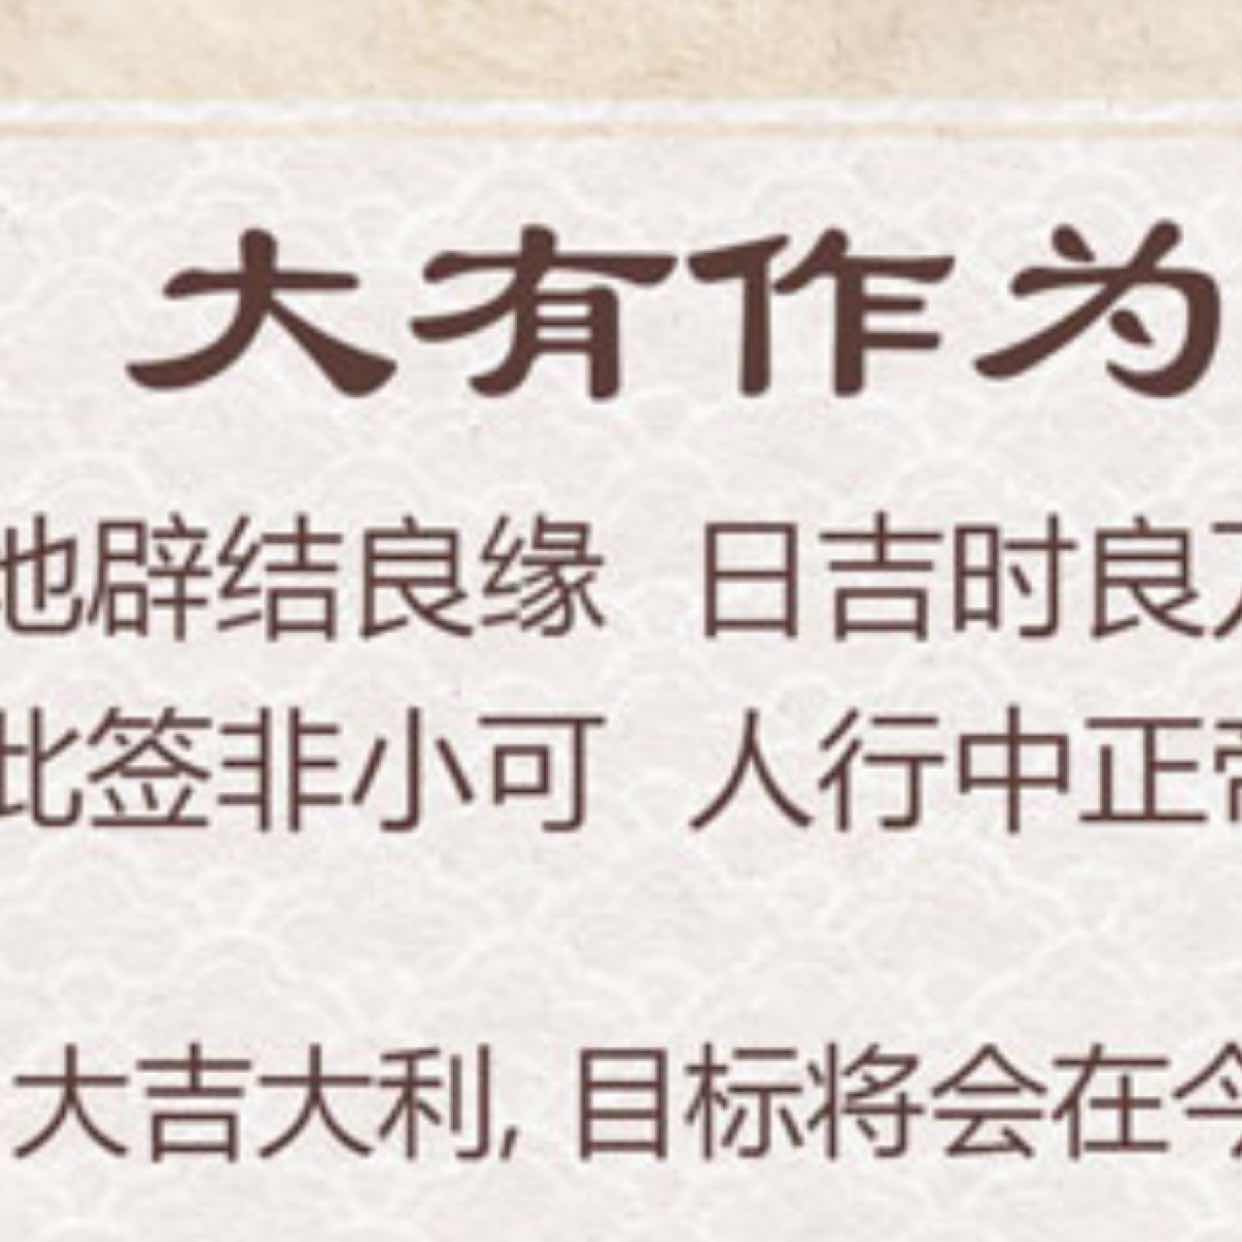 大有作为
地辟结良缘 日吉时良
此签非小可 人行中正
大吉大利, 目标将会在